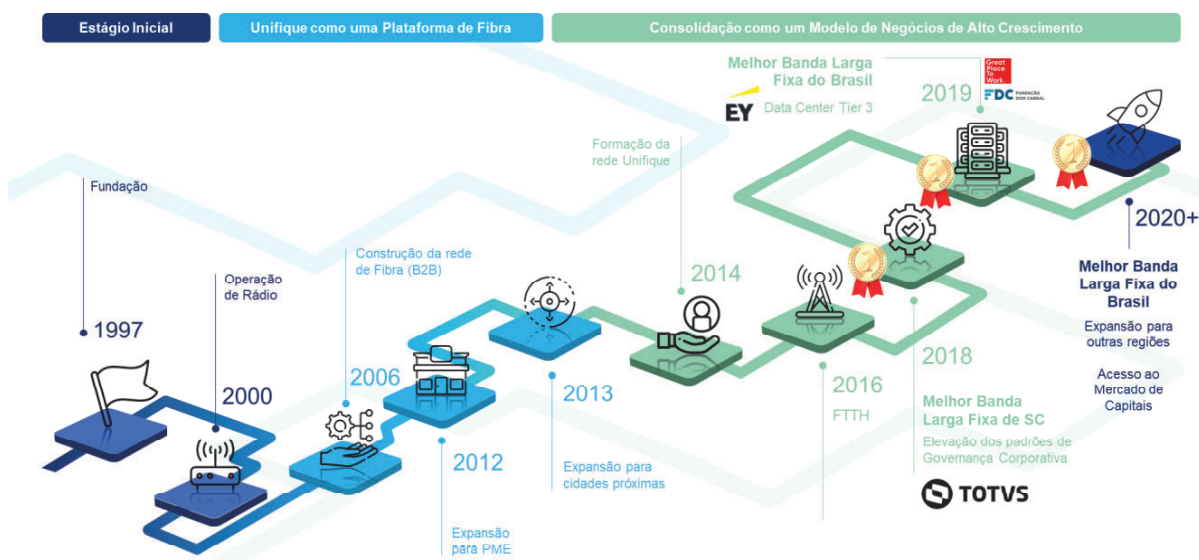 Estágio Inicial
Unifique como uma Plataforma de Fibra
Consolidação como um Modelo de Negócios de Alto Crescimento
Fundação
1997
Operação
de Rádio
2000
Construção da rede
de Fibra (B2B)
2006
2012
Expansão
para PME
2013
Expansão para
cidades próximas
Formação da
rede Unifique
2014
2016
FTTH
2018
Melhor Banda
Larga Fixa de SC
Elevação dos padrões de
Governança Corporativa
TOTVS
Melhor Banda Larga
Fixa do Brasil
EY
Data Center Tier 3
2019
Great
Place
To
Work.
FDC
FUNDAÇÃO
DOM CABRAL
1
1
1
2020+
Melhor Banda
Larga Fixa do
Brasil
Expansão para
outras regiões
Acesso ao
Mercado de
Capitais